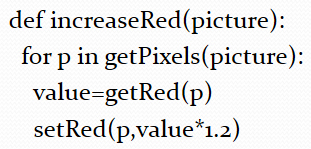 def increaseRed(picture):
  for p in getPixels(picture):
    value=getRed(p)
    setRed(p,value*1.2)